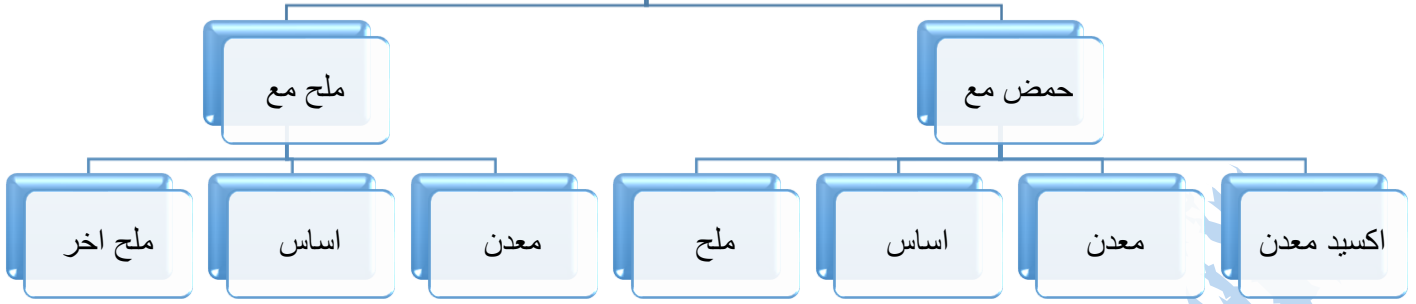 حمض مع
ملح مع
اكسيد معدن
معدن
اساس
ملح
معدن
اساس
ملح اخر